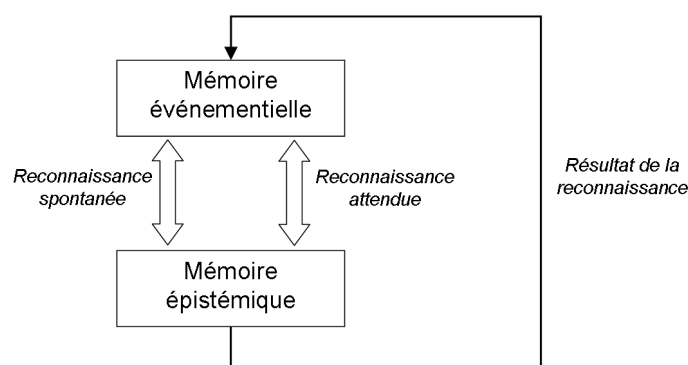 Mémoire
événementielle
Reconnaissance
spontanée
Reconnaissance
attendue
Résultat de la
reconnaissance
Mémoire
épistémique